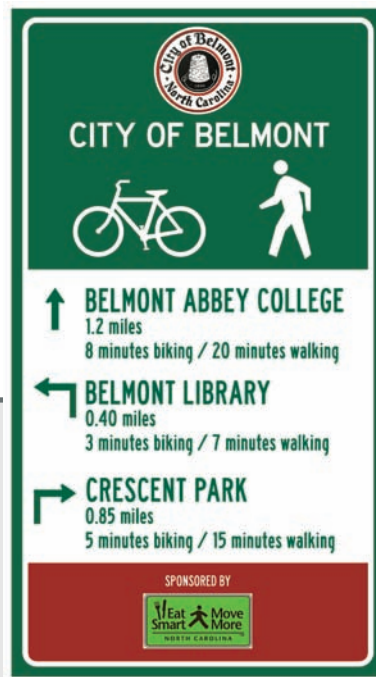 City of Belmont
North Carolina
CITY OF BELMONT
BELMONT ABBEY COLLEGE
1.2 miles
8 minutes biking / 20 minutes walking
BELMONT LIBRARY
0.40 miles
3 minutes biking / 7 minutes walking
CRESCENT PARK
0.85 miles
5 minutes biking / 15 minutes walking
SPONSORED BY
Eat Move
Smart More
NORTH CAROLINA